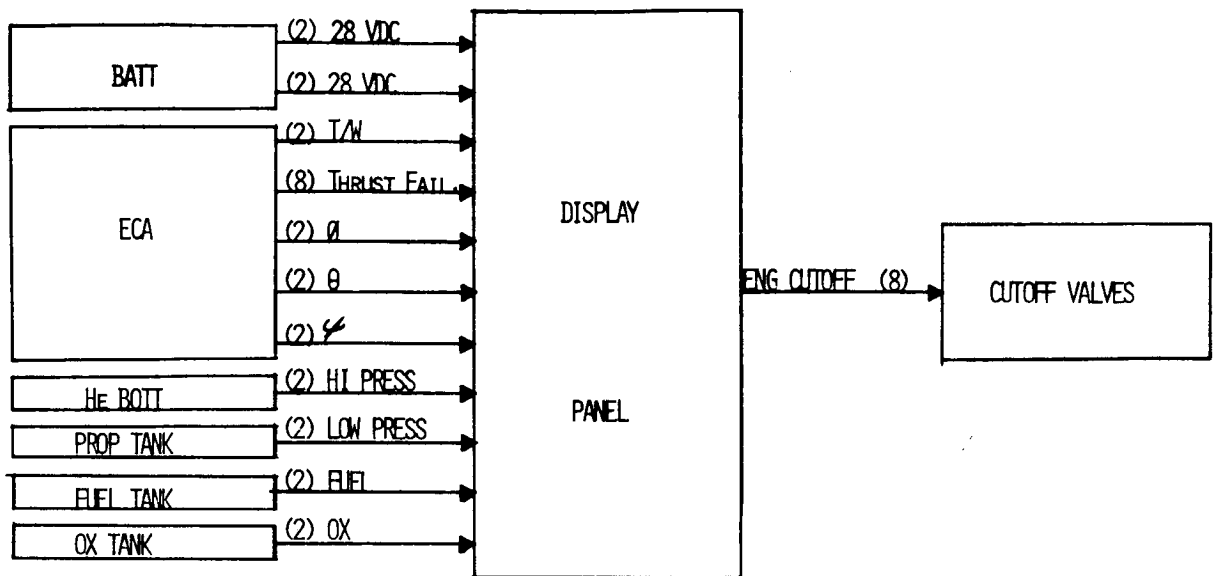 (2) 28 VDC
BATT
(2) 28 VDC
(2) T/W
(8) THRUST FAIL.
ECA
(2) Ø
(2) θ
(2) Ψ
DISPLAY
PANEL
ENG CUTOFF (8)
CUTOFF VALVES
HE BOTT
(2) HI PRESS
PROP TANK
(2) LOW PRESS
FUEL TANK
(2) FUEL
OX TANK
(2) OX